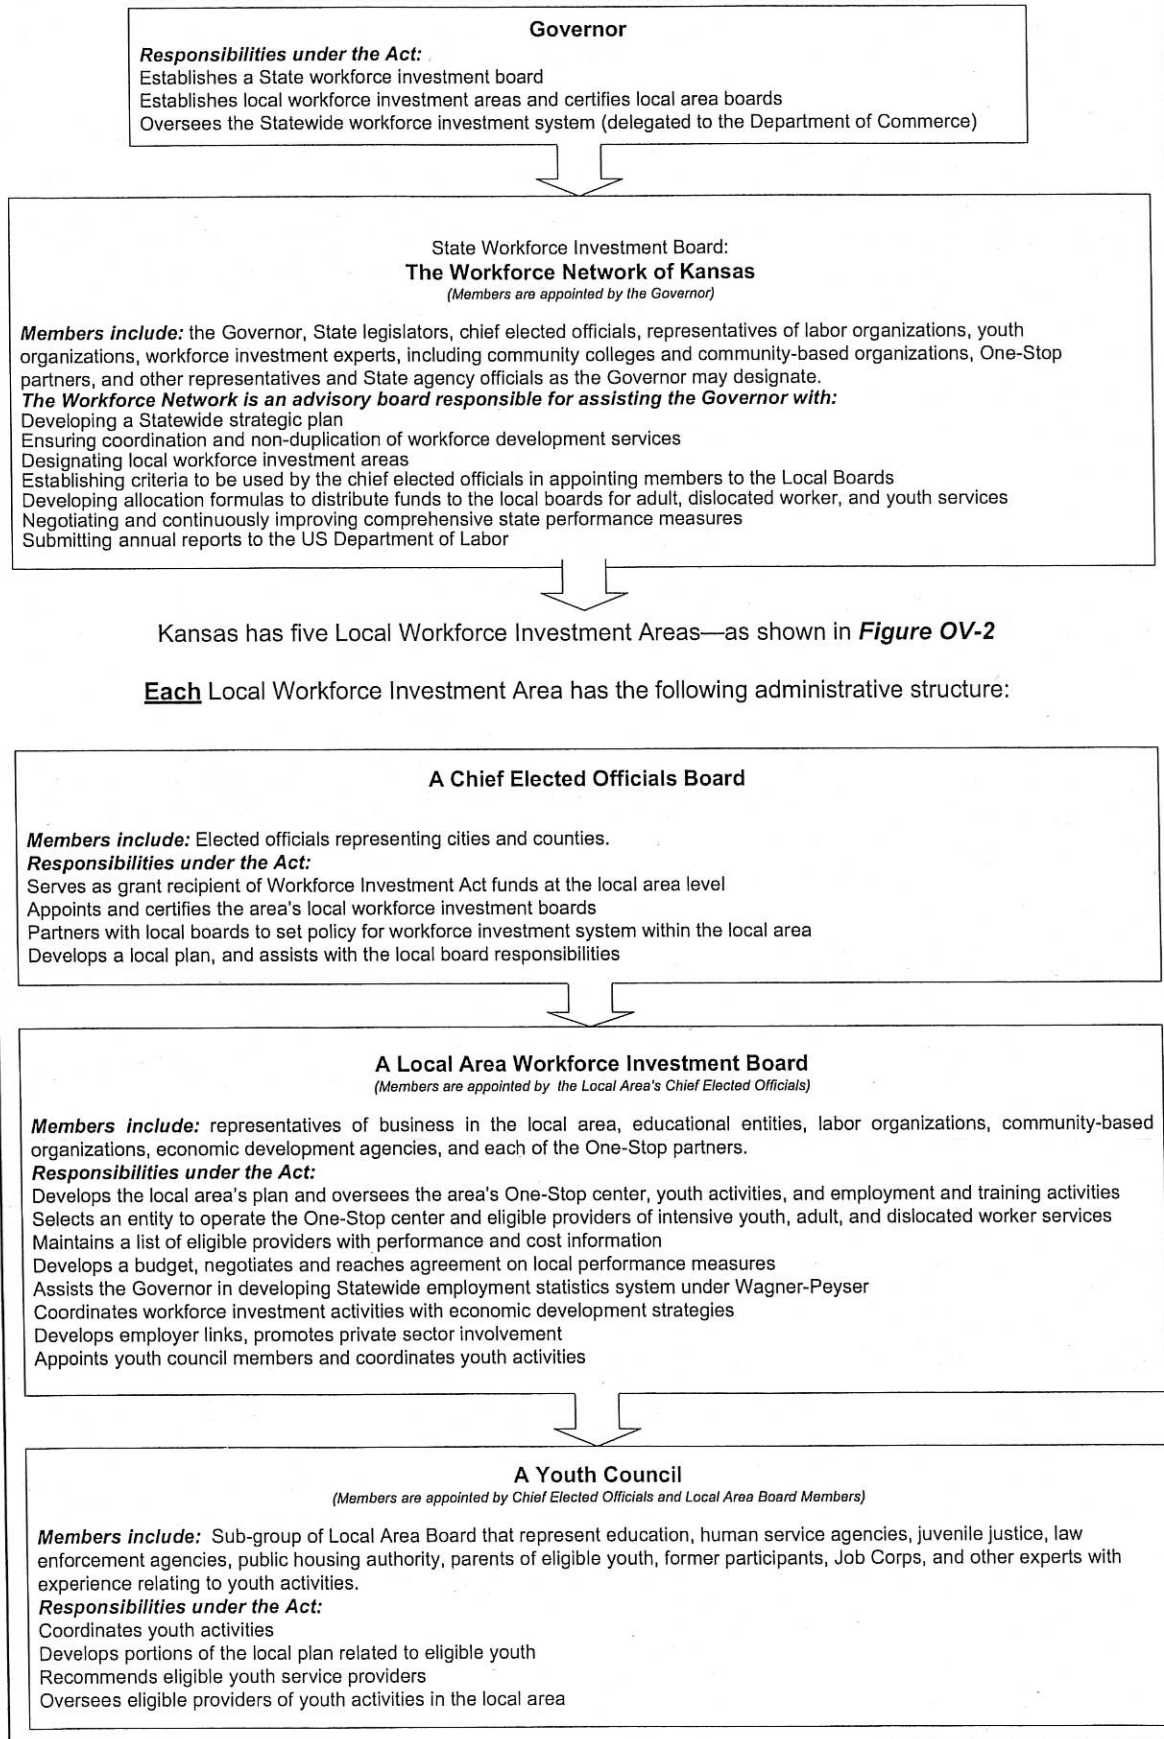 Governor
Responsibilities under the Act:
Establishes a State workforce investment board
Establishes local workforce investment areas and certifies local area boards
Oversees the Statewide workforce investment system (delegated to the Department of Commerce)
State Workforce Investment Board:
The Workforce Network of Kansas
(Members are appointed by the Governor)
Members include: the Governor, State legislators, chief elected officials, representatives of labor organizations, youth
organizations, workforce investment experts, including community colleges and community-based organizations, One-Stop
partners, and other representatives and State agency officials as the Governor may designate.
The Workforce Network is an advisory board responsible for assisting the Governor with:
Developing a Statewide strategic plan
Ensuring coordination and non-duplication of workforce development services
Designating local workforce investment areas
Establishing criteria to be used by the chief elected officials in appointing members to the Local Boards
Developing allocation formulas to distribute funds to the local boards for adult, dislocated worker, and youth services
Negotiating and continuously improving comprehensive state performance measures
Submitting annual reports to the US Department of Labor
Kansas has five Local Workforce Investment Areas—as shown in Figure OV-2
Each Local Workforce Investment Area has the following administrative structure:
A Chief Elected Officials Board
Members include: Elected officials representing cities and counties.
Responsibilities under the Act:
Serves as grant recipient of Workforce Investment Act funds at the local area level
Appoints and certifies the area's local workforce investment boards
Partners with local boards to set policy for workforce investment system within the local area
Develops a local plan, and assists with the local board responsibilities
A Local Area Workforce Investment Board
(Members are appointed by the Local Area's Chief Elected Officials)
Members include: representatives of business in the local area, educational entities, labor organizations, community-based
organizations, economic development agencies, and each of the One-Stop partners.
Responsibilities under the Act:
Develops the local area's plan and oversees the area's One-Stop center, youth activities, and employment and training activities
Selects an entity to operate the One-Stop center and eligible providers of intensive youth, adult, and dislocated worker services
Maintains a list of eligible providers with performance and cost information
Develops a budget, negotiates and reaches agreement on local performance measures
Assists the Governor in developing Statewide employment statistics system under Wagner-Peyser
Coordinates workforce investment activities with economic development strategies
Develops employer links, promotes private sector involvement
Appoints youth council members and coordinates youth activities
A Youth Council
(Members are appointed by Chief Elected Officials and Local Area Board Members)
Members include: Sub-group of Local Area Board that represent education, human service agencies, juvenile justice, law
enforcement agencies, public housing authority, parents of eligible youth, former participants, Job Corps, and other experts with
experience relating to youth activities.
Responsibilities under the Act:
Coordinates youth activities
Develops portions of the local plan related to eligible youth
Recommends eligible youth service providers
Oversees eligible providers of youth activities in the local area